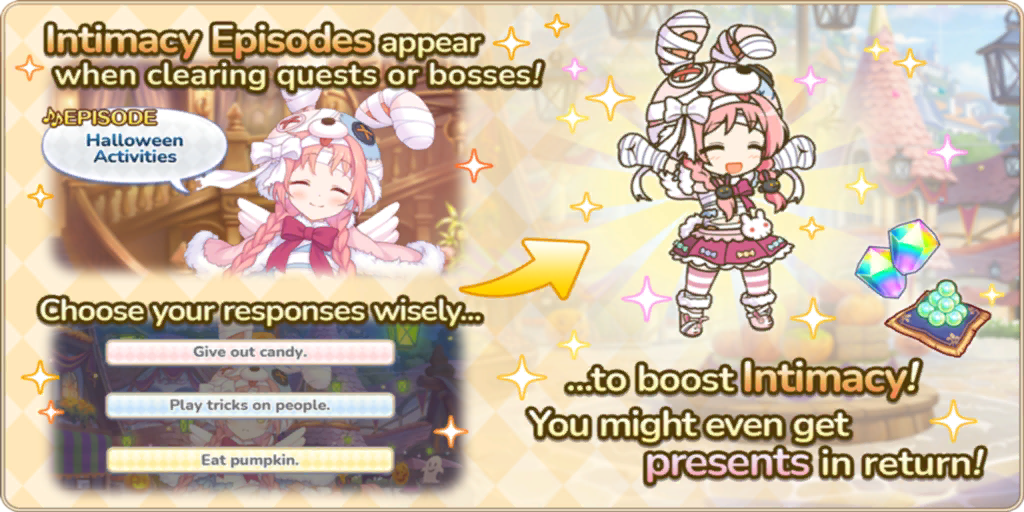 Intimacy Episodes appear
when clearing quests or bosses!
EPISODE
Halloween
Activities
Choose your responses wisely...
Give out candy.
Play tricks on people.
Eat pumpkin.
...to boost Intimacy!
You might even get
presents in return!